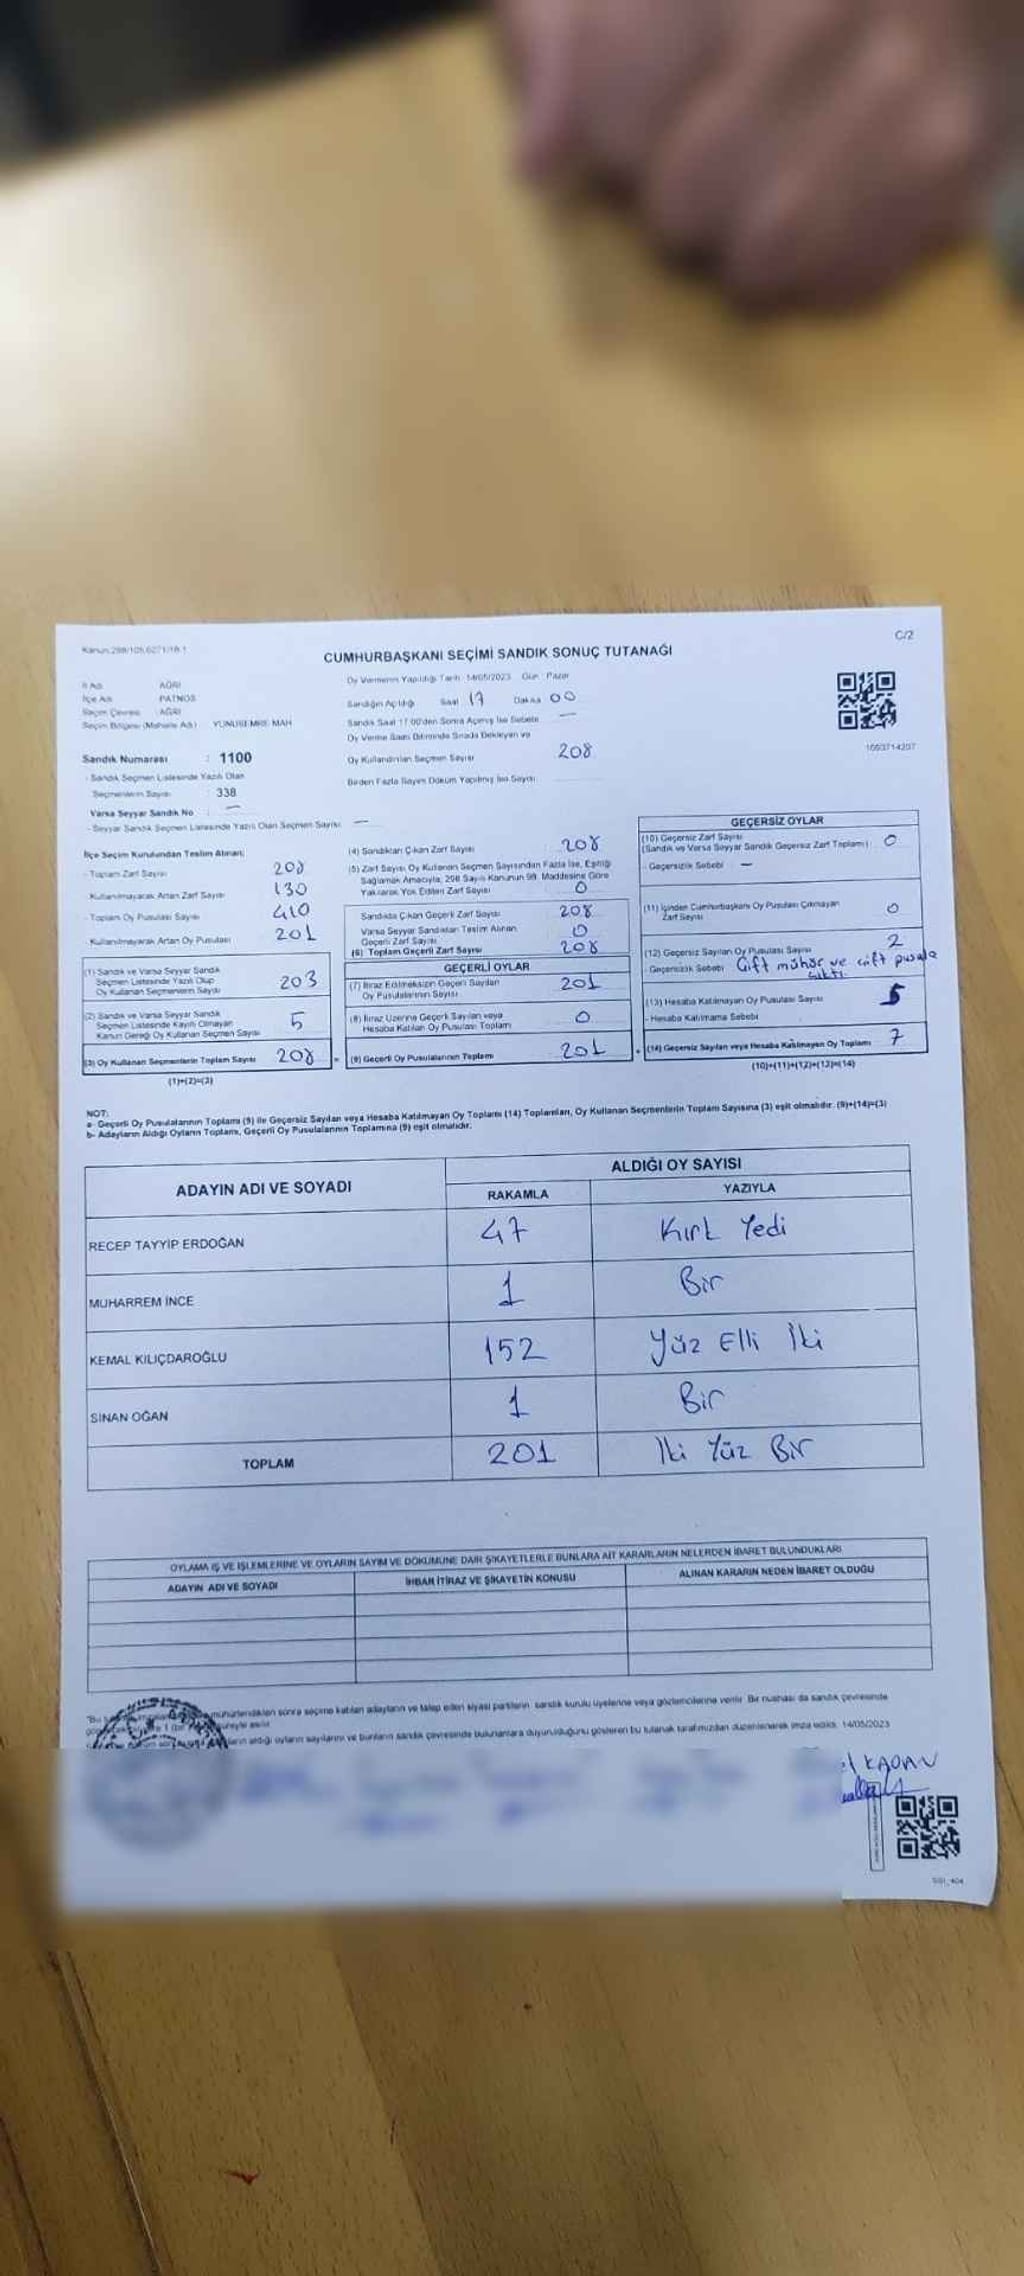 Kanun:298/105,6271/18-1
C/2
CUMHURBAŞKANI SEÇİMİ SANDIK SONUÇ TUTANAĞI
İl Adı AĞRI
İlçe Adı PATNOS
Seçim Çevresi AĞRI
Seçim Bölgesi (Mahalle Adı) YUNUSEMRE MAH
Sandık Numarası : 1100
- Sandık Seçmen Listesinde Yazılı Olan
Seçmenlerin Sayısı 338
Varsa Seyyar Sandık No : —
- Seyyar Sandık Seçmen Listesinde Yazılı Olan Seçmen Sayısı —
Oy Vermenin Yapıldığı Tarih 14/05/2023 Gün Pazar
Sandığın Açıldığı Saat 17 Dakika 00
Sandık Saat 17.00'den Sonra Açılmış İse Sebebi —
Oy Verme Saati Bitiminde Sırada Bekleyen ve
Oy Kullandırılan Seçmen Sayısı 208
Birden Fazla Sayım Döküm Yapılmış İse Sayısı
İlçe Seçim Kurulundan Teslim Alınan;
- Toplam Zarf Sayısı 208
- Kullanılmayarak Artan Zarf Sayısı 130
- Toplam Oy Pusulası Sayısı 410
- Kullanılmayarak Artan Oy Pusulası 201
(1) Sandık ve Varsa Seyyar Sandık
Seçmen Listesinde Yazılı Olup
Oy Kullanan Seçmenlerin Sayısı 203
(2) Sandık ve Varsa Seyyar Sandık
Seçmen Listesinde Kayıtlı Olmayan
Kanun Gereği Oy Kullanan Seçmen Sayısı 5
(3) Oy Kullanan Seçmenlerin Toplam Sayısı 208
(1)+(2)=(3)
(4) Sandıktan Çıkan Zarf Sayısı 208
(5) Zarf Sayısı Oy Kullanan Seçmen Sayısından Fazla İse, Eşitliği
Sağlamak Amacıyla, 298 Sayılı Kanunun 98. Maddesine Göre
Yakılarak Yok Edilen Zarf Sayısı 0
Sandıkta Çıkan Geçerli Zarf Sayısı 208
Varsa Seyyar Sandıktan Teslim Alınan
Geçerli Zarf Sayısı 0
(6) Toplam Geçerli Zarf Sayısı 208
GEÇERLİ OYLAR
(7) İtiraz Edilmeksizin Geçerli Sayılan
Oy Pusulalarının Sayısı 201
(8) İtiraz Üzerine Geçerli Sayılan veya
Hesaba Katılan Oy Pusulası Toplamı 0
= (9) Geçerli Oy Pusulalarının Toplamı 201
GEÇERSİZ OYLAR
(10) Geçersiz Zarf Sayısı
(Sandık ve Varsa Seyyar Sandık Geçersiz Zarf Toplamı) 0
- Geçersizlik Sebebi —
(11) İçinden Cumhurbaşkanı Oy Pusulası Çıkmayan
Zarf Sayısı 0
(12) Geçersiz Sayılan Oy Pusulası Sayısı 2
- Geçersizlik Sebebi Çift mühür ve çift pusula
çıktı.
(13) Hesaba Katılmayan Oy Pusulası Sayısı 5
- Hesaba Katılmama Sebebi
+ (14) Geçersiz Sayılan veya Hesaba Katılmayan Oy Toplamı 7
(10)+(11)+(12)+(13)=(14)
NOT:
a- Geçerli Oy Pusulalarının Toplamı (9) ile Geçersiz Sayılan veya Hesaba Katılmayan Oy Toplamı (14) Toplamları, Oy Kullanan Seçmenlerin Toplam Sayısına (3) eşit olmalıdır. (9)+(14)=(3)
b- Adayların Aldığı Oyların Toplamı, Geçerli Oy Pusulalarının Toplamına (9) eşit olmalıdır.
ADAYIN ADI VE SOYADI
ALDIĞI OY SAYISI
RAKAMLA YAZIYLA
RECEP TAYYİP ERDOĞAN 47 Kırk Yedi
MUHARREM İNCE 1 Bir
KEMAL KILIÇDAROĞLU 152 Yüz Elli İki
SİNAN OĞAN 1 Bir
TOPLAM 201 İki Yüz Bir
OYLAMA İŞ VE İŞLEMLERİNE VE OYLARIN SAYIM VE DÖKÜMÜNE DAİR ŞİKAYETLERLE BUNLARA AİT KARARLARIN NELERDEN İBARET BULUNDUKLARI
ADAYIN ADI VE SOYADI İHBAR İTİRAZ VE ŞİKAYETİN KONUSU ALINAN KARARIN NEDEN İBARET OLDUĞU
mühürlendikten sonra seçime katılan adayların ve talep eden siyasi partilerin sandık kurulu üyelerine veya gözlemcilerine verilir. Bir nüshası da sandık çevresinde
aldığı oyların sayılarını ve bunların sandık çevresinde bulunanlara duyurulduğunu gösteren bu tutanak tarafımızdan düzenlenerek imza edildi. 14/05/2023
KAÇAN